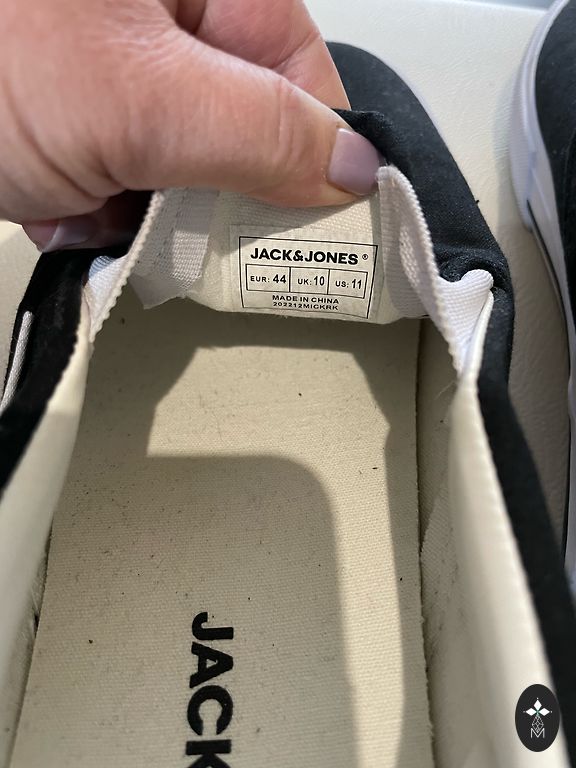 JACK&JONES®
EUR: 44 UK: 10 US: 11
MADE IN CHINA
202212MICKRK
JACK
M